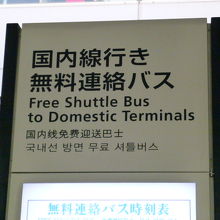 国内線行き
無料連絡バス
Free Shuttle Bus
to Domestic Terminals
国内线免费迎送巴士
국내선 방면 무료 셔틀버스
無料連絡バス時刻表